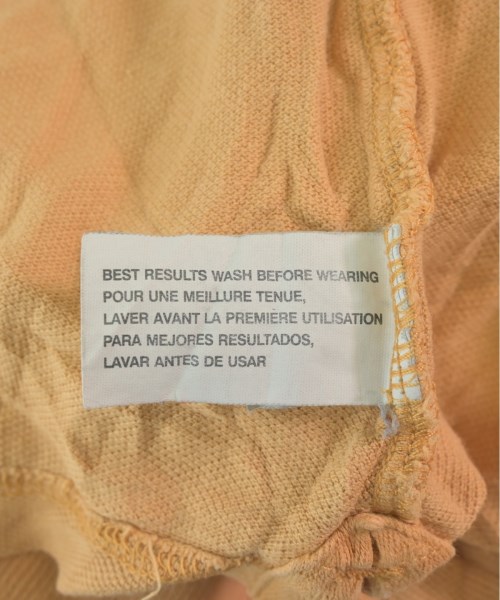 BEST RESULTS WASH BEFORE WEARING
POUR UNE MEILLURE TENUE,
LAVER AVANT LA PREMIÈRE UTILISATION
PARA MEJORES RESULTADOS,
LAVAR ANTES DE USAR